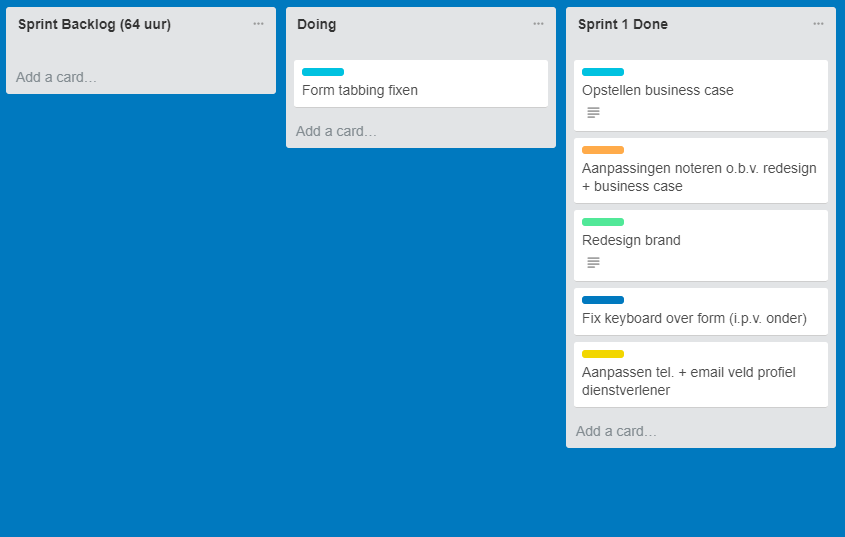 Sprint Backlog (64 uur)
Add a card…
Doing
Form tabbing fixen
Add a card…
Sprint 1 Done
Opstellen business case
Aanpassingen noteren o.b.v. redesign
+ business case
Redesign brand
Fix keyboard over form (i.p.v. onder)
Aanpassen tel. + email veld profiel
dienstverlener
Add a card…